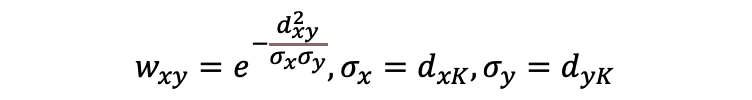 $w_{xy} = e^{-\frac{d_{xy}^{2}}{\sigma_x \sigma_y}}, \sigma_x = d_{xK}, \sigma_y = d_{yK}$